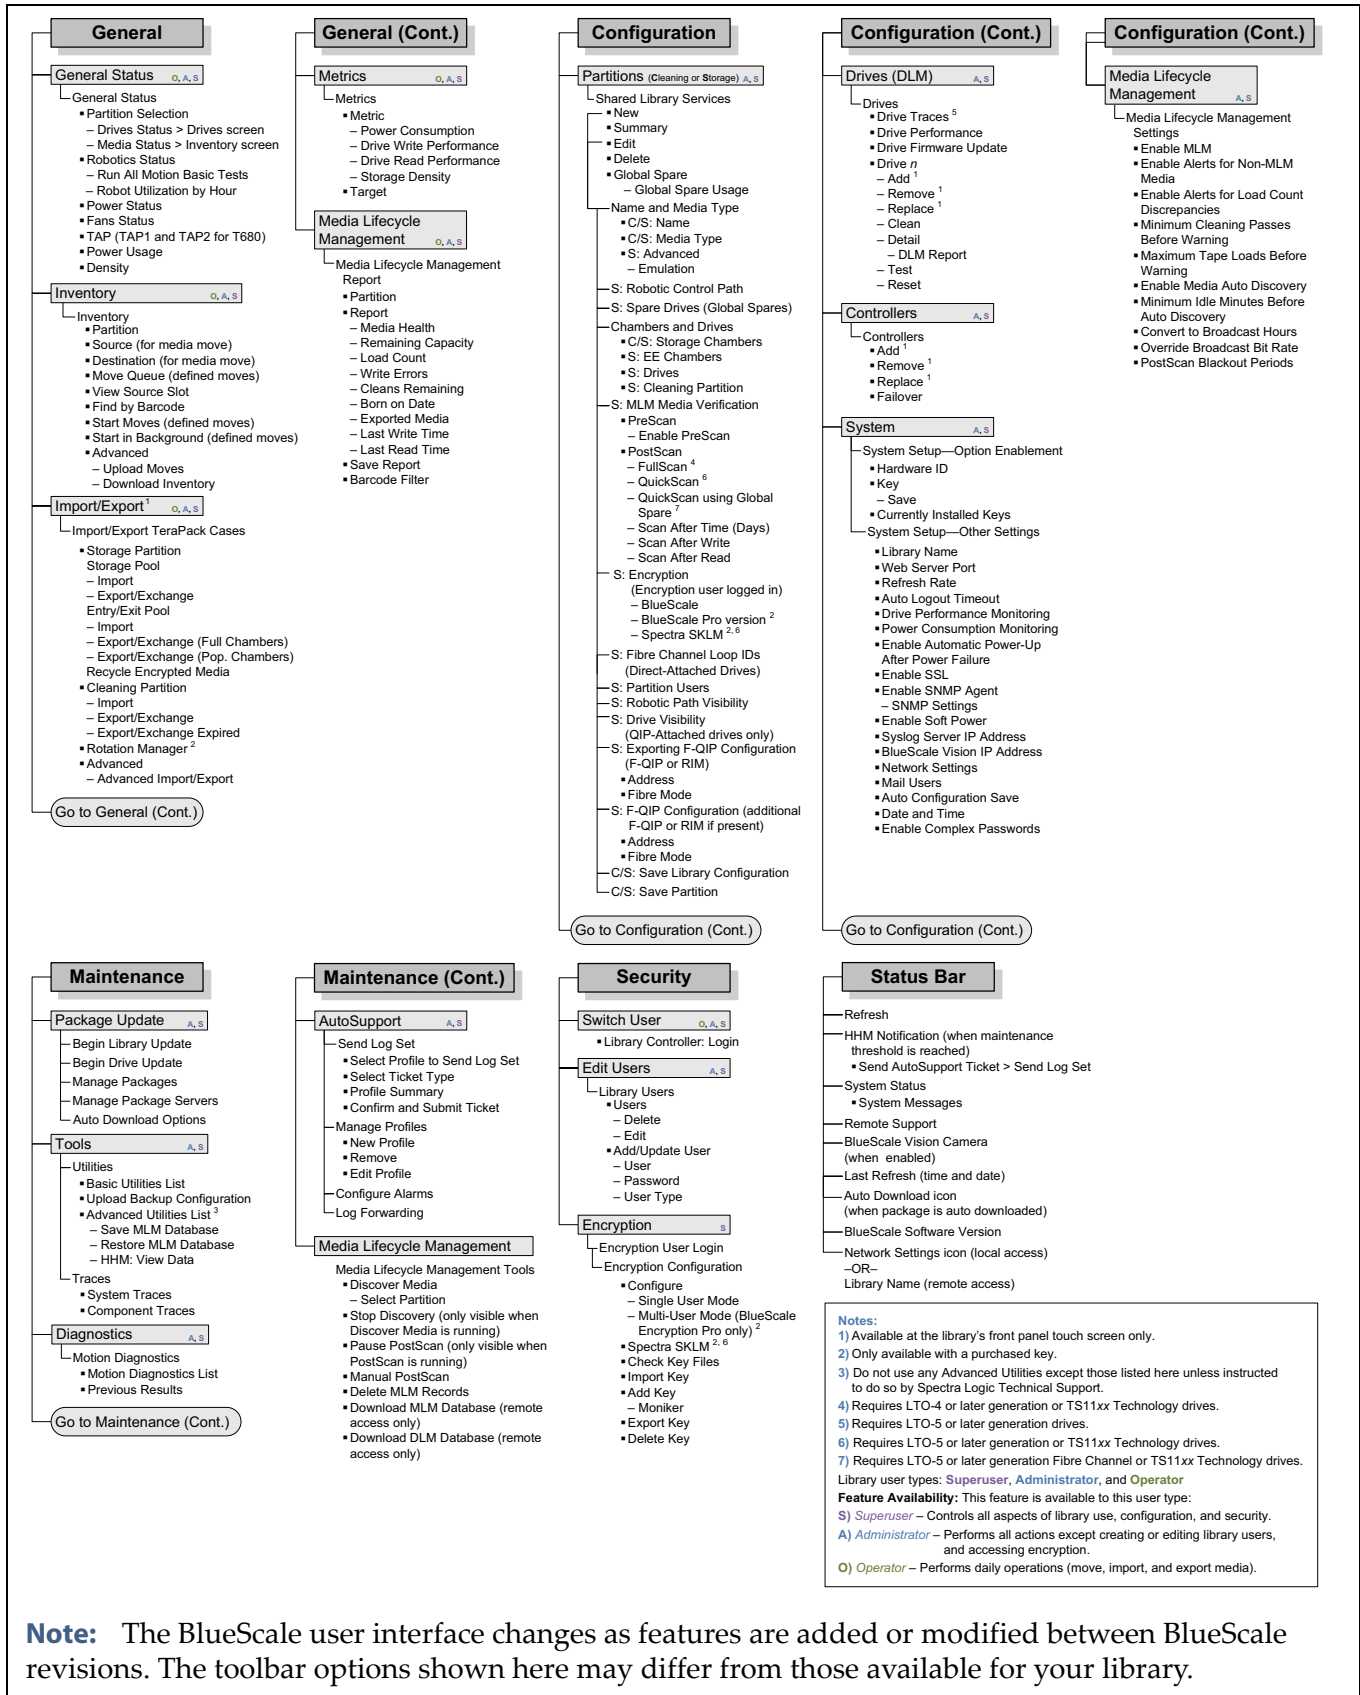 General
General Status O, A, S
General Status
▪ Partition Selection
– Drives Status > Drives screen
– Media Status > Inventory screen
▪ Robotics Status
– Run All Motion Basic Tests
– Robot Utilization by Hour
▪ Power Status
▪ Fans Status
▪ TAP (TAP1 and TAP2 for T680)
▪ Power Usage
▪ Density
Inventory O, A, S
Inventory
▪ Partition
▪ Source (for media move)
▪ Destination (for media move)
▪ Move Queue (defined moves)
▪ View Source Slot
▪ Find by Barcode
▪ Start Moves (defined moves)
▪ Start in Background (defined moves)
▪ Advanced
– Upload Moves
– Download Inventory
Import/Export 1 O, A, S
Import/Export TeraPack Cases
▪ Storage Partition
Storage Pool
– Import
– Export/Exchange
Entry/Exit Pool
– Import
– Export/Exchange (Full Chambers)
– Export/Exchange (Pop. Chambers)
Recycle Encrypted Media
▪ Cleaning Partition
– Import
– Export/Exchange
– Export/Exchange Expired
▪ Rotation Manager 2
▪ Advanced
– Advanced Import/Export
Go to General (Cont.)
General (Cont.)
Metrics O, A, S
Metrics
▪ Metric
– Power Consumption
– Drive Write Performance
– Drive Read Performance
– Storage Density
▪ Target
Media Lifecycle
Management O, A, S
Media Lifecycle Management
Report
▪ Partition
▪ Report
– Media Health
– Remaining Capacity
– Load Count
– Write Errors
– Cleans Remaining
– Born on Date
– Exported Media
– Last Write Time
– Last Read Time
▪ Save Report
▪ Barcode Filter
Configuration
Partitions (Cleaning or Storage) A, S
Shared Library Services
▪ New
▪ Summary
▪ Edit
▪ Delete
▪ Global Spare
– Global Spare Usage
Name and Media Type
▪ C/S: Name
▪ C/S: Media Type
▪ S: Advanced
– Emulation
S: Robotic Control Path
S: Spare Drives (Global Spares)
Chambers and Drives
▪ C/S: Storage Chambers
▪ S: EE Chambers
▪ S: Drives
▪ S: Cleaning Partition
S: MLM Media Verification
▪ PreScan
– Enable PreScan
▪ PostScan
– FullScan 4
– QuickScan 6
– QuickScan using Global
Spare 7
– Scan After Time (Days)
– Scan After Write
– Scan After Read
S: Encryption
(Encryption user logged in)
– BlueScale
– BlueScale Pro version 2
– Spectra SKLM 2, 6
S: Fibre Channel Loop IDs
(Direct-Attached Drives)
S: Partition Users
S: Robotic Path Visibility
S: Drive Visibility
(QIP-Attached drives only)
S: Exporting F-QIP Configuration
(F-QIP or RIM)
▪ Address
▪ Fibre Mode
S: F-QIP Configuration (additional
F-QIP or RIM if present)
▪ Address
▪ Fibre Mode
C/S: Save Library Configuration
C/S: Save Partition
Go to Configuration (Cont.)
Configuration (Cont.)
Drives (DLM) A, S
Drives
▪ Drive Traces 5
▪ Drive Performance
▪ Drive Firmware Update
▪ Drive n
– Add 1
– Remove 1
– Replace 1
– Clean
– Detail
– DLM Report
– Test
– Reset
Controllers A, S
Controllers
▪ Add 1
▪ Remove 1
▪ Replace 1
▪ Failover
System A, S
System Setup—Option Enablement
▪ Hardware ID
▪ Key
– Save
▪ Currently Installed Keys
System Setup—Other Settings
▪ Library Name
▪ Web Server Port
▪ Refresh Rate
▪ Auto Logout Timeout
▪ Drive Performance Monitoring
▪ Power Consumption Monitoring
▪ Enable Automatic Power-Up
After Power Failure
▪ Enable SSL
▪ Enable SNMP Agent
– SNMP Settings
▪ Enable Soft Power
▪ Syslog Server IP Address
▪ BlueScale Vision IP Address
▪ Network Settings
▪ Mail Users
▪ Auto Configuration Save
▪ Date and Time
▪ Enable Complex Passwords
Go to Configuration (Cont.)
Configuration (Cont.)
Media Lifecycle
Management A, S
Media Lifecycle Management
Settings
▪ Enable MLM
▪ Enable Alerts for Non-MLM
Media
▪ Enable Alerts for Load Count
Discrepancies
▪ Minimum Cleaning Passes
Before Warning
▪ Maximum Tape Loads Before
Warning
▪ Enable Media Auto Discovery
▪ Minimum Idle Minutes Before
Auto Discovery
▪ Convert to Broadcast Hours
▪ Override Broadcast Bit Rate
▪ PostScan Blackout Periods
Maintenance
Package Update A, S
Begin Library Update
Begin Drive Update
Manage Packages
Manage Package Servers
Auto Download Options
Tools A, S
Utilities
▪ Basic Utilities List
▪ Upload Backup Configuration
▪ Advanced Utilities List 3
– Save MLM Database
– Restore MLM Database
– HHM: View Data
Traces
▪ System Traces
▪ Component Traces
Diagnostics A, S
Motion Diagnostics
▪ Motion Diagnostics List
▪ Previous Results
Go to Maintenance (Cont.)
Maintenance (Cont.)
AutoSupport A, S
Send Log Set
▪ Select Profile to Send Log Set
▪ Select Ticket Type
▪ Profile Summary
▪ Confirm and Submit Ticket
Manage Profiles
▪ New Profile
▪ Remove
▪ Edit Profile
Configure Alarms
Log Forwarding
Media Lifecycle Management
Media Lifecycle Management Tools
▪ Discover Media
– Select Partition
▪ Stop Discovery (only visible when
Discover Media is running)
▪ Pause PostScan (only visible when
PostScan is running)
▪ Manual PostScan
▪ Delete MLM Records
▪ Download MLM Database (remote
access only)
▪ Download DLM Database (remote
access only)
Security
Switch User O, A, S
▪ Library Controller: Login
Edit Users A, S
Library Users
▪ Users
– Delete
– Edit
▪ Add/Update User
– User
– Password
– User Type
Encryption S
Encryption User Login
Encryption Configuration
▪ Configure
– Single User Mode
– Multi-User Mode (BlueScale
Encryption Pro only) 2
▪ Spectra SKLM 2, 6
▪ Check Key Files
▪ Import Key
▪ Add Key
– Moniker
▪ Export Key
▪ Delete Key
Status Bar
Refresh
HHM Notification (when maintenance
threshold is reached)
▪ Send AutoSupport Ticket > Send Log Set
System Status
▪ System Messages
Remote Support
BlueScale Vision Camera
(when enabled)
Last Refresh (time and date)
Auto Download icon
(when package is auto downloaded)
BlueScale Software Version
Network Settings icon (local access)
–OR–
Library Name (remote access)
Notes:
1) Available at the library's front panel touch screen only.
2) Only available with a purchased key.
3) Do not use any Advanced Utilities except those listed here unless instructed
to do so by Spectra Logic Technical Support.
4) Requires LTO-4 or later generation or TS11xx Technology drives.
5) Requires LTO-5 or later generation drives.
6) Requires LTO-5 or later generation or TS11xx Technology drives.
7) Requires LTO-5 or later generation Fibre Channel or TS11xx Technology drives.
Library user types: Superuser, Administrator, and Operator
Feature Availability: This feature is available to this user type:
S) Superuser – Controls all aspects of library use, configuration, and security.
A) Administrator – Performs all actions except creating or editing library users,
and accessing encryption.
O) Operator – Performs daily operations (move, import, and export media).
Note: The BlueScale user interface changes as features are added or modified between BlueScale
revisions. The toolbar options shown here may differ from those available for your library.